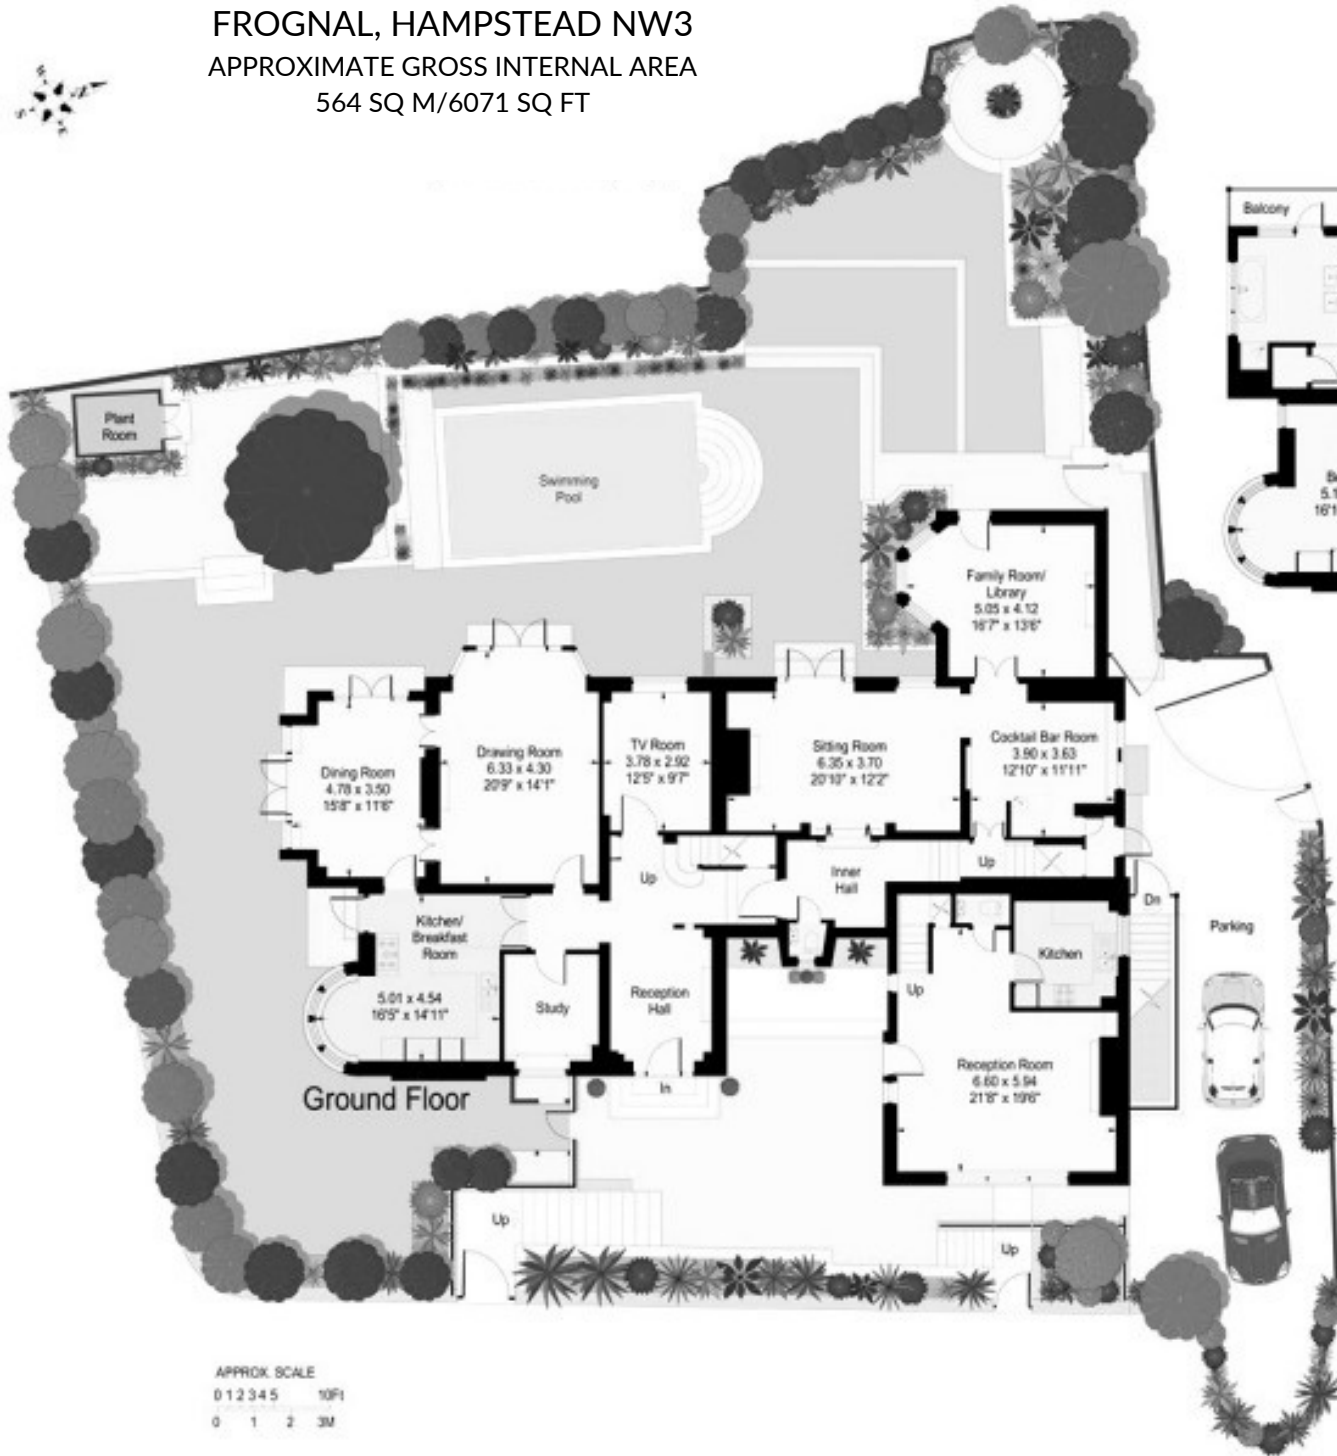 FROGNAL, HAMPSTEAD NW3
APPROXIMATE GROSS INTERNAL AREA
564 SQ M/6071 SQ FT
Balcony
Plant
Room
Swimming
Pool
Family Room/
Library
5.05 x 4.12
16'7" x 13'6"
Dining Room
4.78 x 3.50
15'8" x 11'6"
Drawing Room
6.33 x 4.30
20'9" x 14'1"
TV Room
3.78 x 2.92
12'5" x 9'7"
Sitting Room
6.35 x 3.70
20'10" x 12'2"
Cocktail Bar Room
3.90 x 3.63
12'10" x 11'11"
Up
Inner
Hall
Up
Dn
Parking
Kitchen/
Breakfast
Room
5.01 x 4.54
16'5" x 14'11"
Study
Reception
Hall
In
Kitchen
Up
Reception Room
6.60 x 5.94
21'8" x 19'6"
Ground Floor
Up
Up
APPROX. SCALE
0 1 2 3 4 5 10Ft
0 1 2 3M